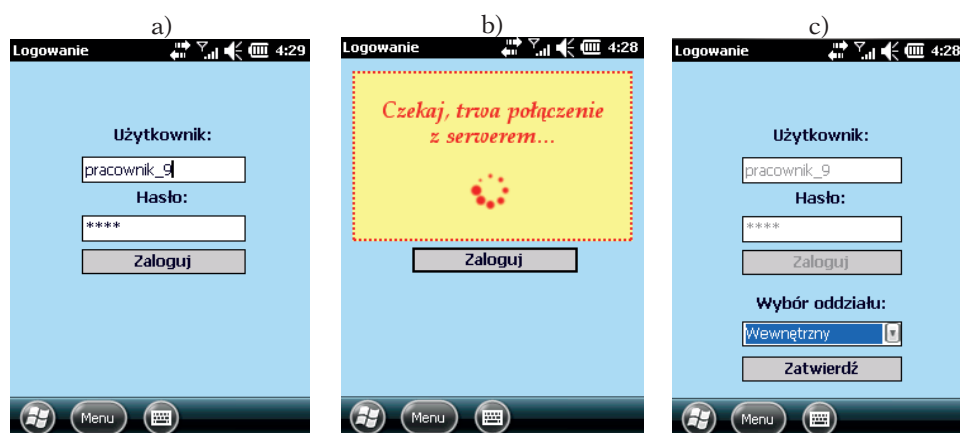 a)
Logowanie 4:29
Użytkownik:
pracownik_9
Hasło:
****
Zaloguj
Menu
b)
Logowanie 4:28
Czekaj, trwa połączenie
z serwerem...
Zaloguj
Menu
c)
Logowanie 4:28
Użytkownik:
pracownik_9
Hasło:
****
Zaloguj
Wybór oddziału:
Wewnętrzny
Zatwierdź
Menu